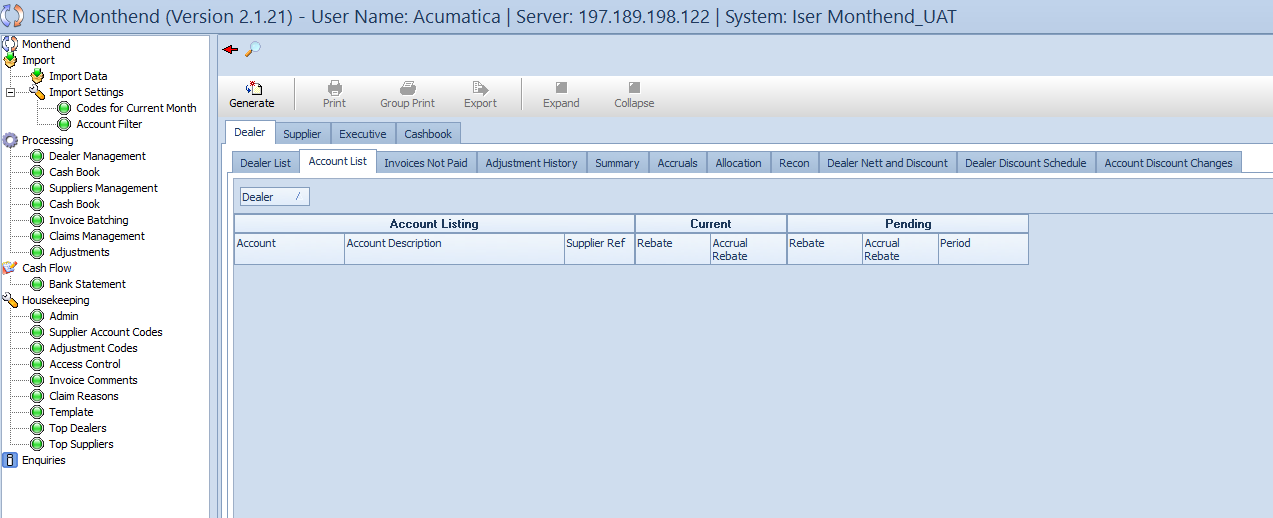 ISER Monthend (Version 2.1.21) - User Name: Acumatica | Server: 197.189.198.122 | System: Iser Monthend_UAT
Monthend
Import
Import Data
Import Settings
Codes for Current Month
Account Filter
Processing
Dealer Management
Cash Book
Suppliers Management
Cash Book
Invoice Batching
Claims Management
Adjustments
Cash Flow
Bank Statement
Housekeeping
Admin
Supplier Account Codes
Adjustment Codes
Access Control
Invoice Comments
Claim Reasons
Template
Top Dealers
Top Suppliers
Enquiries
Generate Print Group Print Export Expand Collapse
Dealer Supplier Executive Cashbook
Dealer List Account List Invoices Not Paid Adjustment History Summary Accruals Allocation Recon Dealer Nett and Discount Dealer Discount Schedule Account Discount Changes
Dealer /
Account Listing Current Pending
Account Account Description Supplier Ref Rebate Accrual Rebate Rebate Accrual Rebate Period